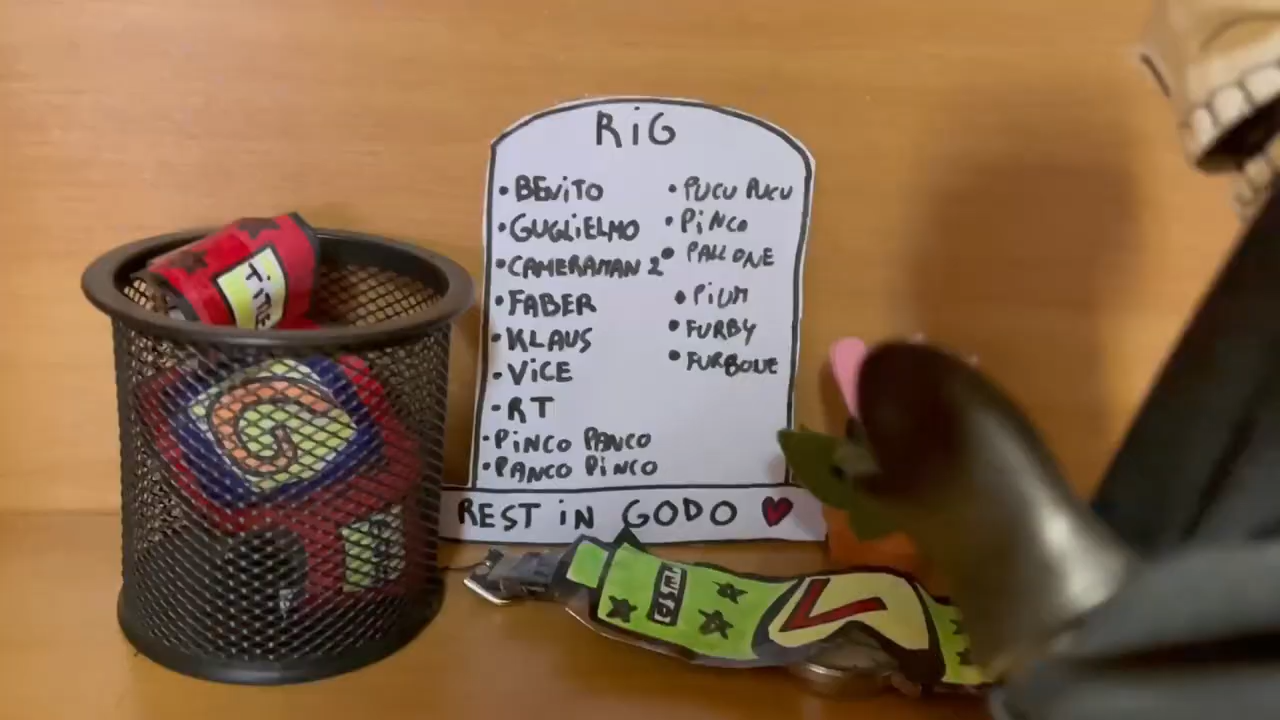 RiG
• BENiTO
• GUGLiELMO
• CAMERAMAN 2
• FABER
• KLAUS
• ViCE
• RT
• PiNCO PANCO
• PANCO PiNCO
• PUCU PUCU
• PiNCO
• PALLONE
• PiUM
• FURBY
• FURBONE
REST iN GODO
TiME